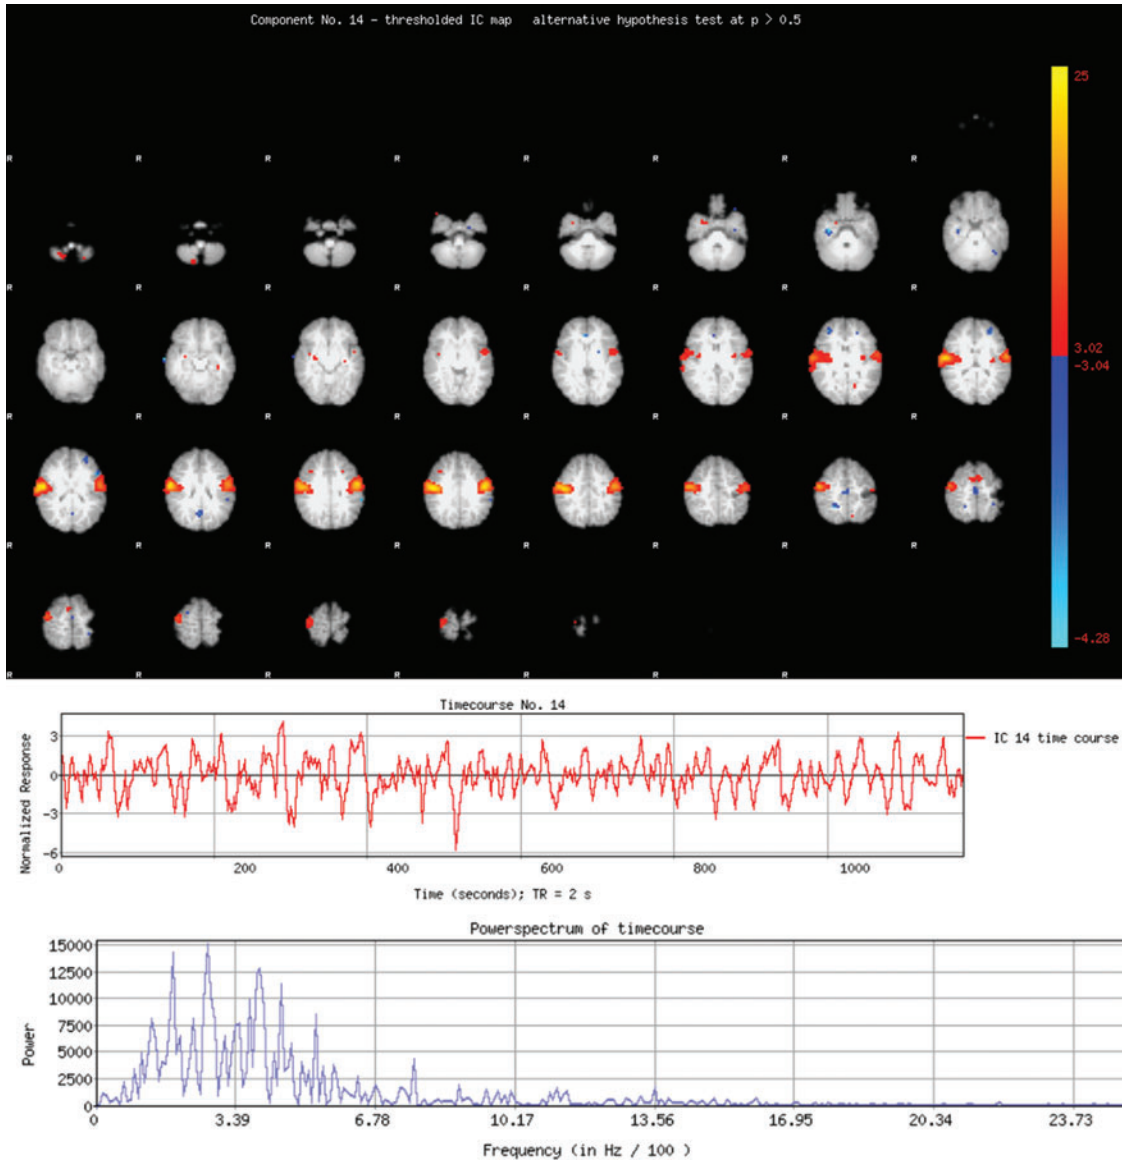 Component No. 14 - thresholded IC map alternative hypothesis test at p > 0.5
25
R R R R R R R R
R R R R R R R R
3.02
-3.04
R R R R R R R R
R R R R R R R R
-4.28
R R R R R R R R
Timecourse No. 14
Normalized Response
3
0
-3
-6
IC 14 time course
0 200 400 600 800 1000
Time (seconds); TR = 2 s
Powerspectrum of timecourse
Power
15000
12500
10000
7500
5000
2500
0
0 3.39 6.78 10.17 13.56 16.95 20.34 23.73
Frequency (in Hz / 100 )